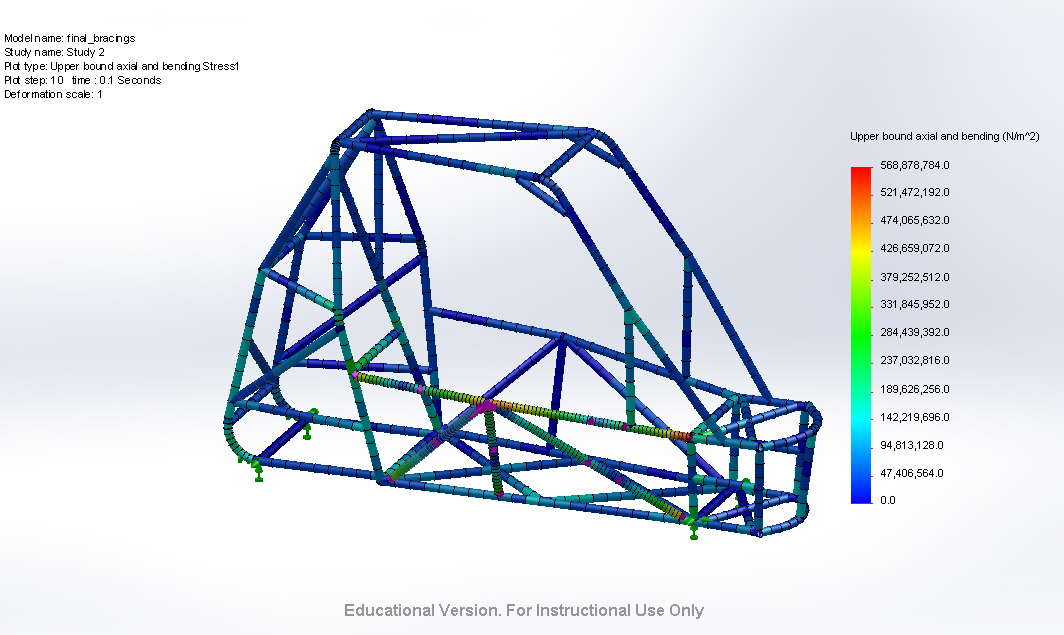 Model name: final_bracings
Study name: Study 2
Plot type: Upper bound axial and bending Stress1
Plot step: 10 time : 0.1 Seconds
Deformation scale: 1
Upper bound axial and bending (N/m^2)
568,878,784.0
521,472,192.0
474,065,632.0
426,659,072.0
379,252,512.0
331,845,952.0
284,439,392.0
237,032,816.0
189,626,256.0
142,219,696.0
94,813,128.0
47,406,564.0
0.0
Educational Version. For Instructional Use Only